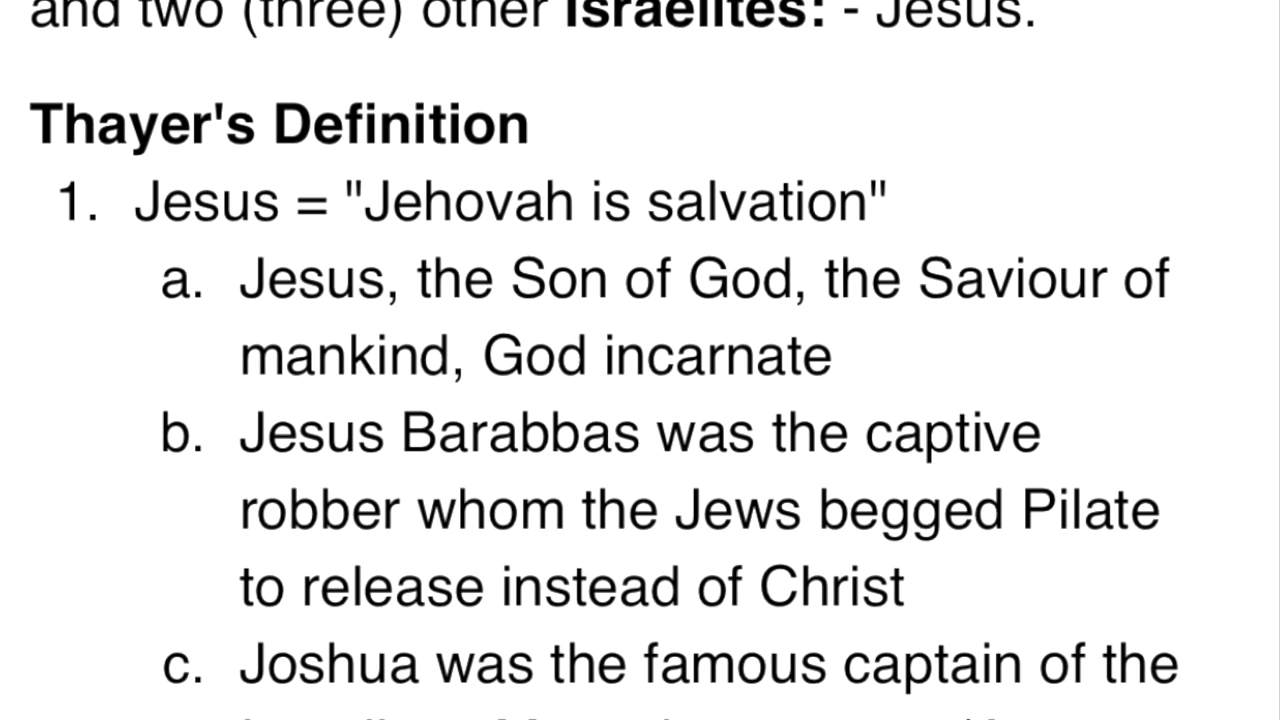 and two (three) other Israelites: - Jesus.
Thayer's Definition
1. Jesus = "Jehovah is salvation"
a. Jesus, the Son of God, the Saviour of
mankind, God incarnate
b. Jesus Barabbas was the captive
robber whom the Jews begged Pilate
to release instead of Christ
c. Joshua was the famous captain of the